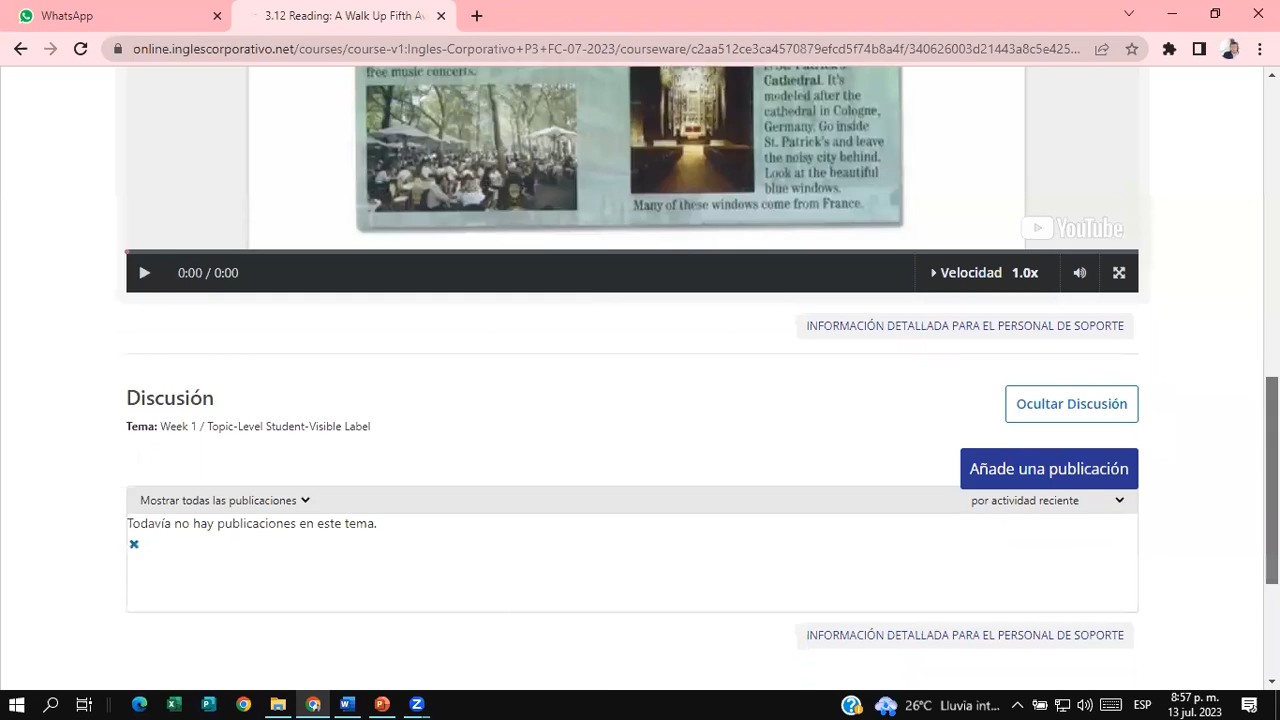 WhatsApp
3.12 Reading: A Walk Up Fifth Av
online.inglescorporativo.net/courses/course-v1:Ingles-Corporativo+P3+FC-07-2023/courseware/c2aa512ce3ca4570879efcd5f74b8a4f/340626003d21443a8c5e425...
free music concerts.
is St. Patrick's
Cathedral. It's
modeled after the
cathedral in Cologne,
Germany. Go inside
St. Patrick's and leave
the noisy city behind.
Look at the beautiful
blue windows.
Many of these windows come from France.
YouTube
0:00 / 0:00
Velocidad 1.0x
INFORMACIÓN DETALLADA PARA EL PERSONAL DE SOPORTE
Discusión
Ocultar Discusión
Tema: Week 1 / Topic-Level Student-Visible Label
Añade una publicación
Mostrar todas las publicaciones
por actividad reciente
Todavía no hay publicaciones en este tema.
INFORMACIÓN DETALLADA PARA EL PERSONAL DE SOPORTE
26°C Lluvia int...
ESP
8:57 p. m.
13 jul. 2023